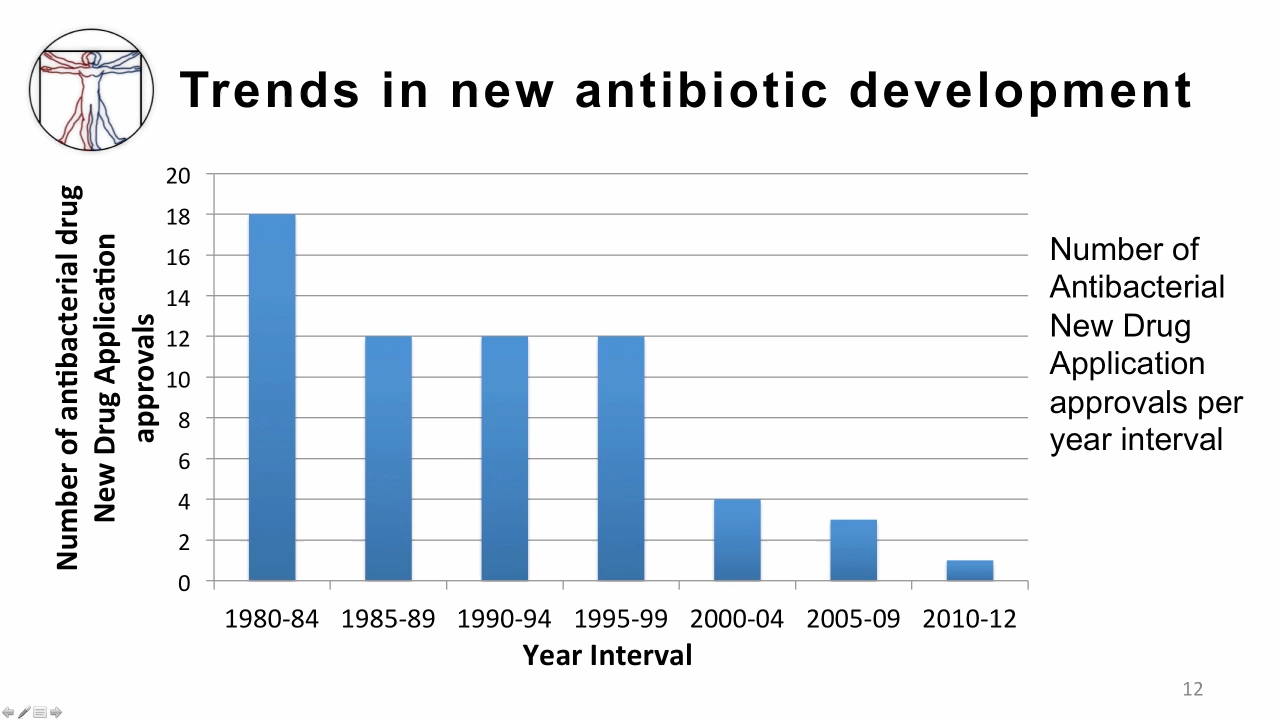 Trends in new antibiotic development
Number of antibacterial drug
New Drug Application
approvals
20
18
16
14
12
10
8
6
4
2
0
1980-84 1985-89 1990-94 1995-99 2000-04 2005-09 2010-12
Year Interval
Number of
Antibacterial
New Drug
Application
approvals per
year interval
12